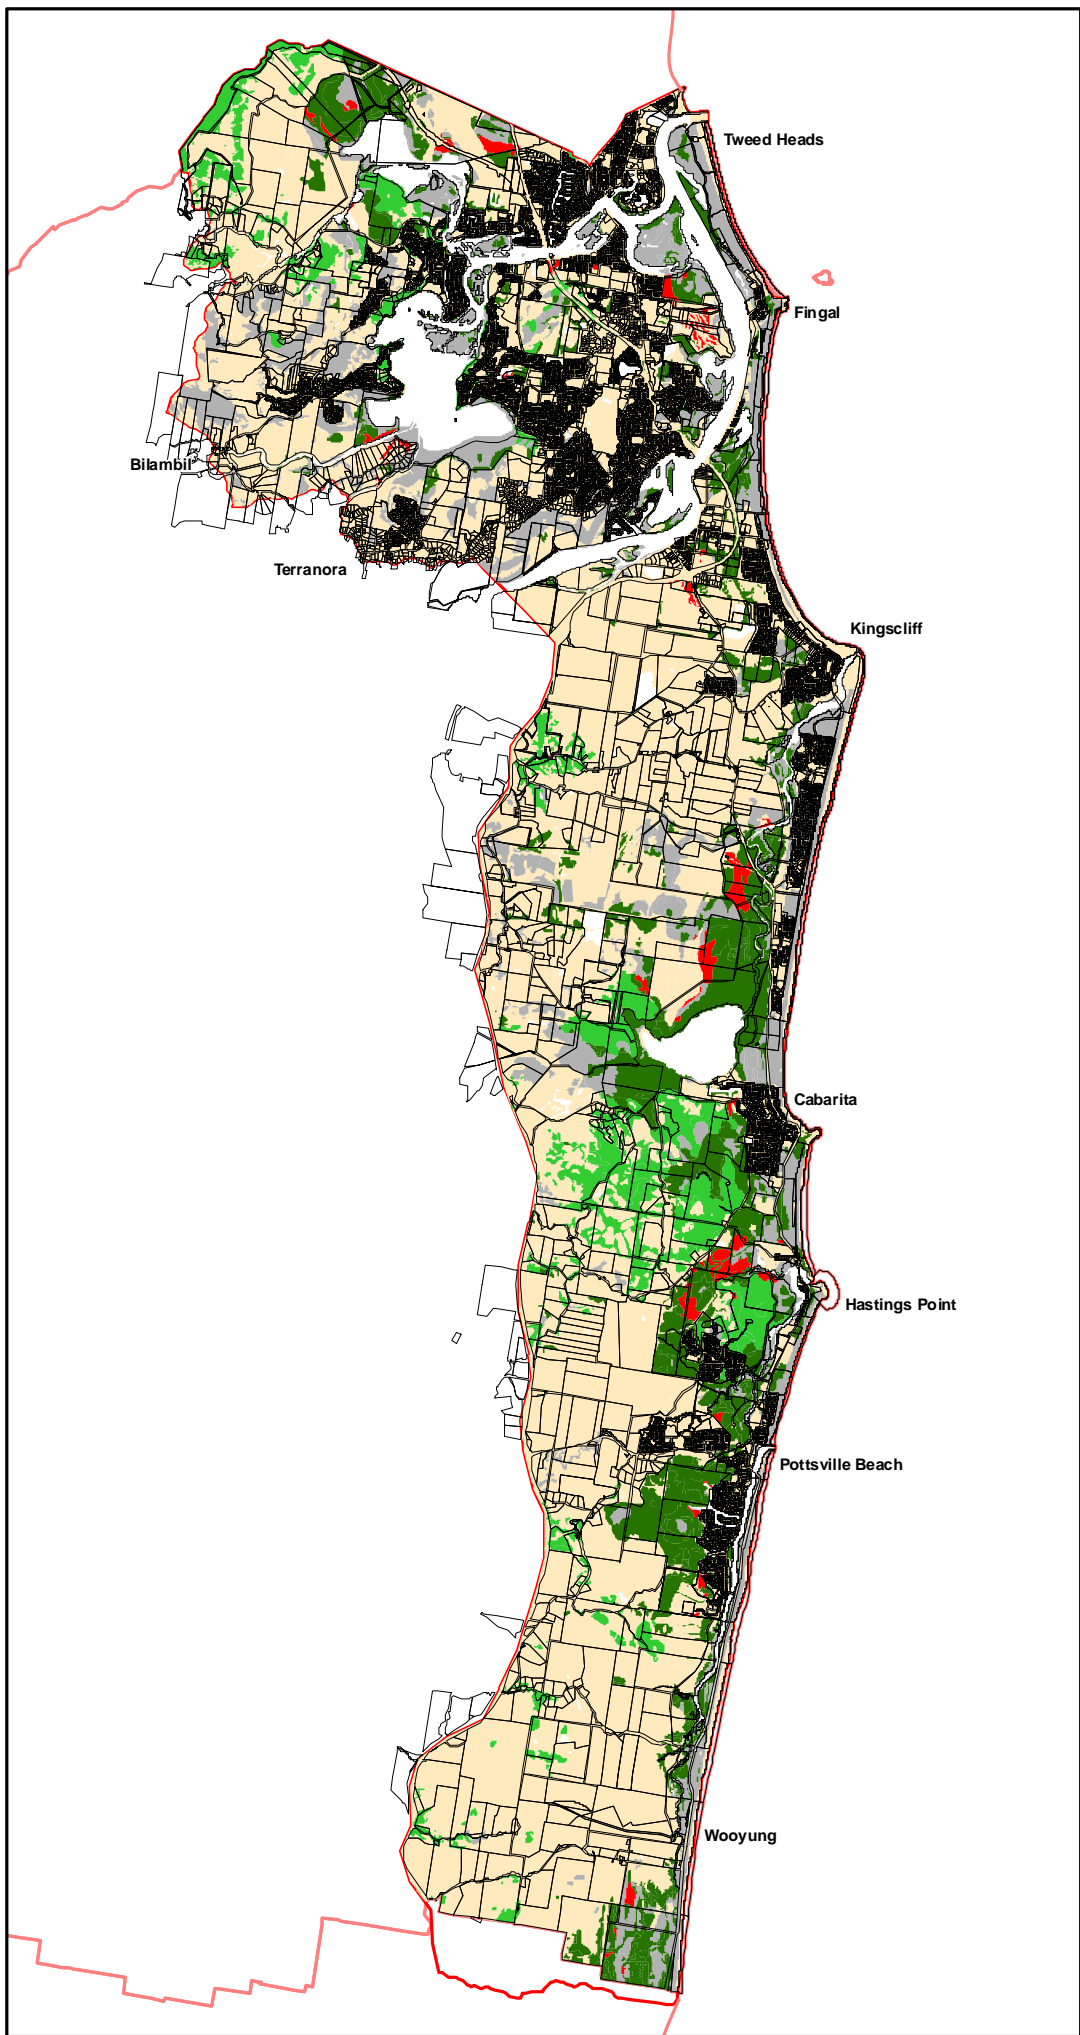 Tweed Heads
Fingal
Bilambil
Terranora
Kingscliff
Cabarita
Hastings Point
Pottsville Beach
Wooyung